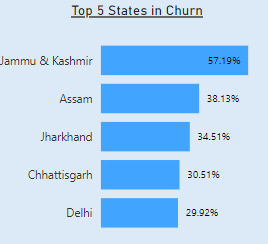 Top 5 States in Churn
Jammu & Kashmir 57.19%
Assam 38.13%
Jharkhand 34.51%
Chhattisgarh 30.51%
Delhi 29.92%